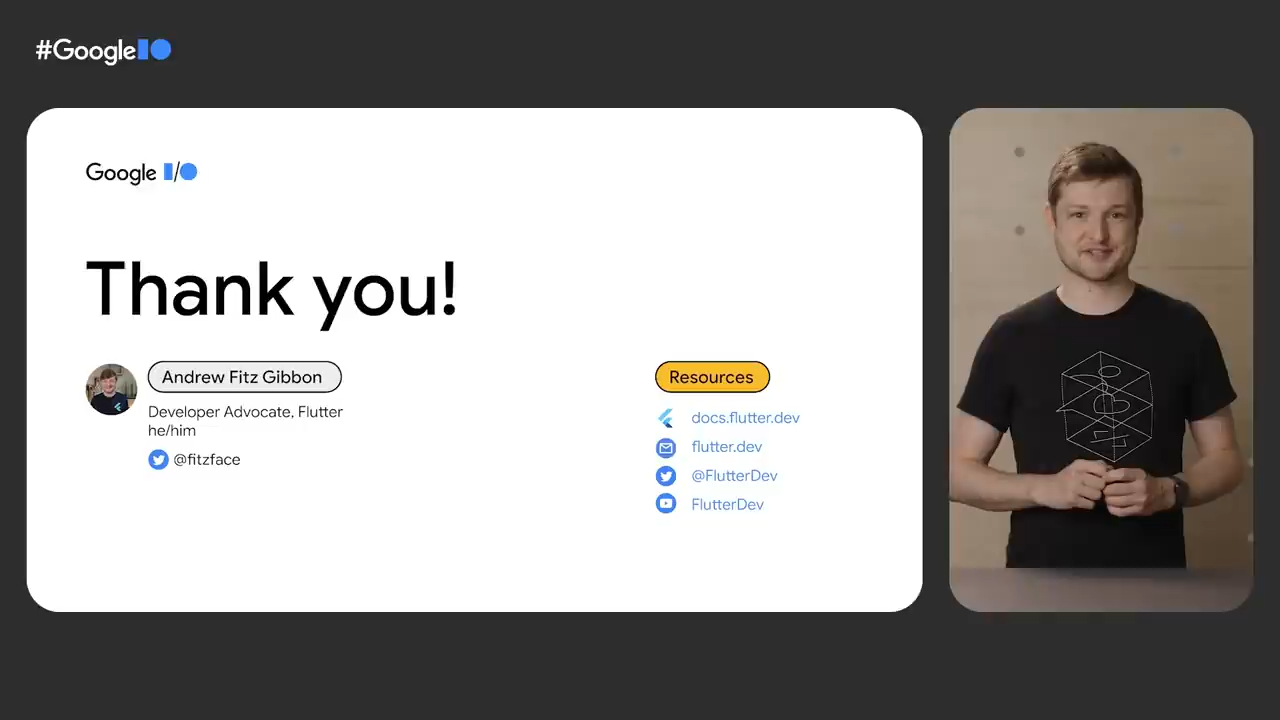 #GoogleIO
Google I/O
Thank you!
Andrew Fitz Gibbon
Developer Advocate, Flutter
he/him
@fitzface
Resources
docs.flutter.dev
flutter.dev
@FlutterDev
FlutterDev